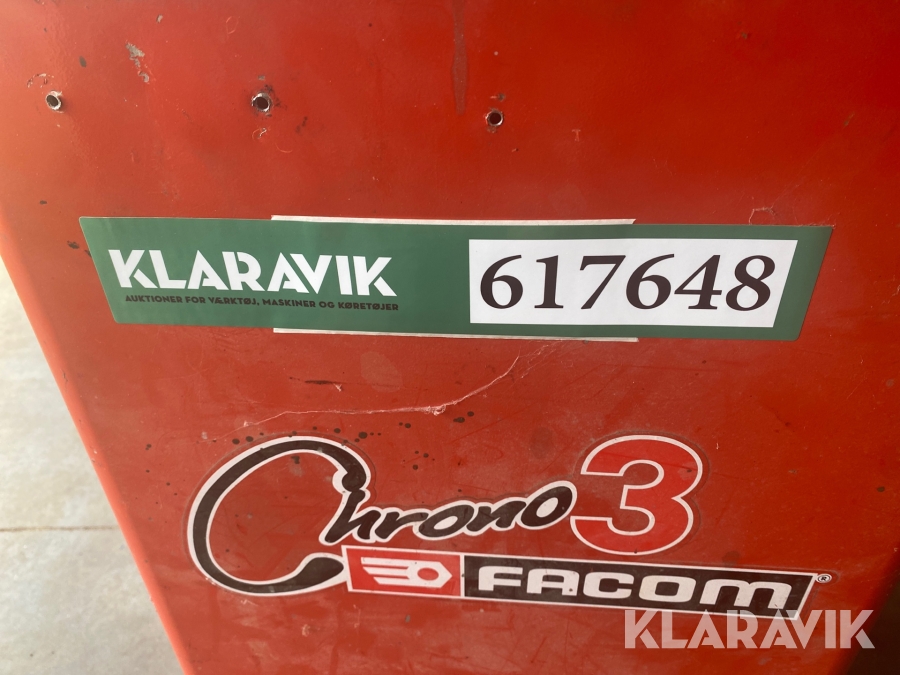 KLARAVIK
AUKTIONER FOR VÆRKTØJ, MASKINER OG KØRETØJER
617648
Chrono 3
FACOM®
KLARAVIK